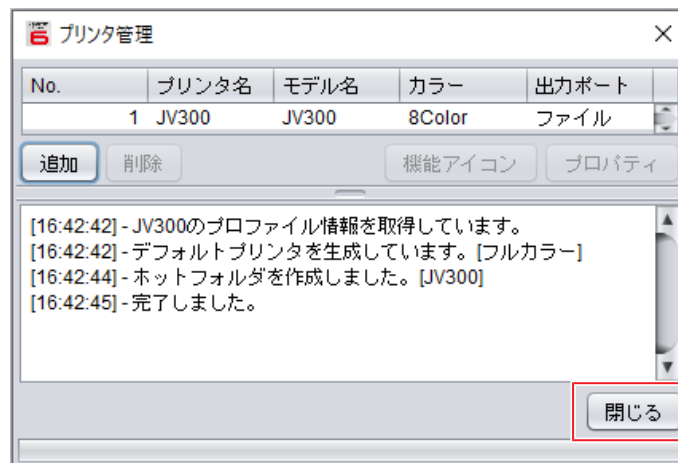 6 プリンタ管理
No. プリンタ名 モデル名 カラー 出力ポート
1 JV300 JV300 8Color ファイル
追加 削除 機能アイコン プロパティ
[16:42:42] - JV300のプロファイル情報を取得しています。
[16:42:42] - デフォルトプリンタを生成しています。[フルカラー]
[16:42:44] - ホットフォルダを作成しました。[JV300]
[16:42:45] - 完了しました。
閉じる